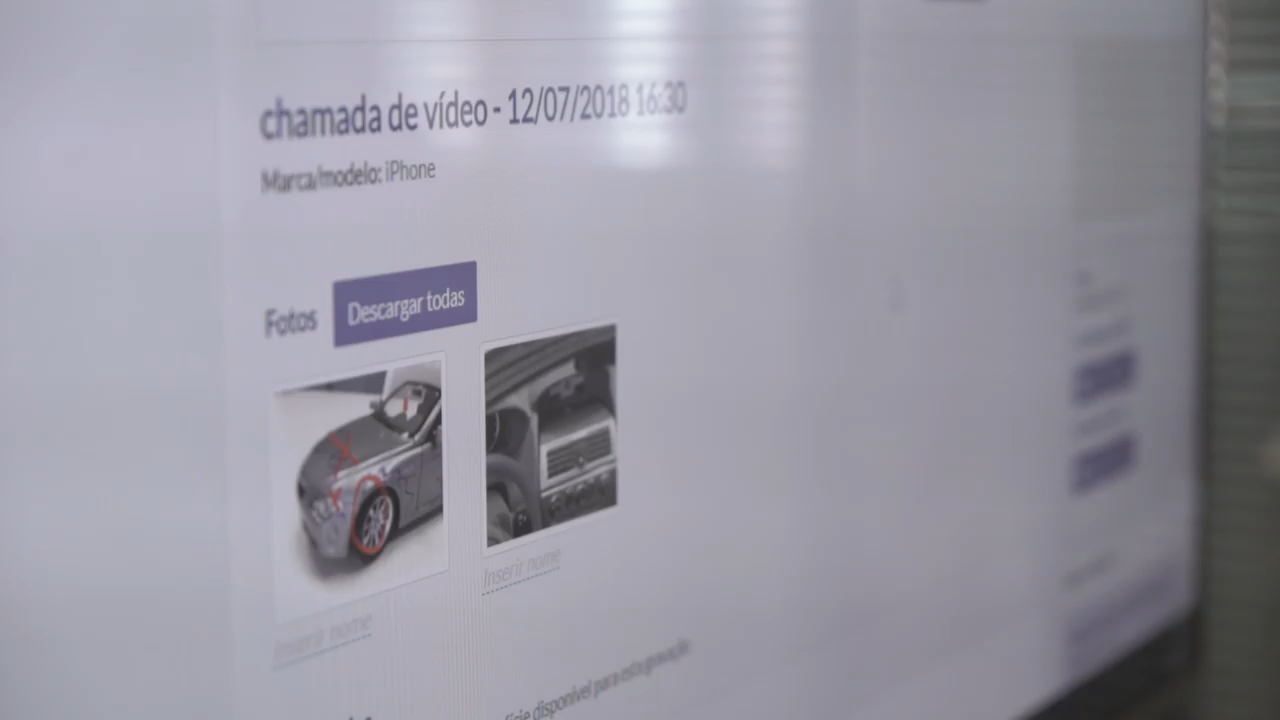 chamada de vídeo - 12/07/2018 16:30
Marca/modelo: iPhone
Fotos
Descargar todas
Inserir nome
Inserir nome
disponível para esta gravação